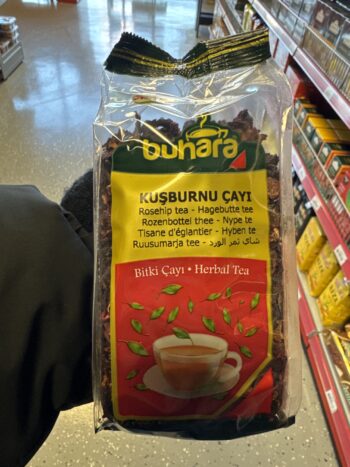 buhara
KUŞBURNU ÇAYI
Rosehip tea - Hagebutte tee
Rozenbottel thee - Nype te
Tisane d'églantier - Hyben te
Ruusumarja tee - شاي ثمر الورد
Bitki Çayı • Herbal Tea